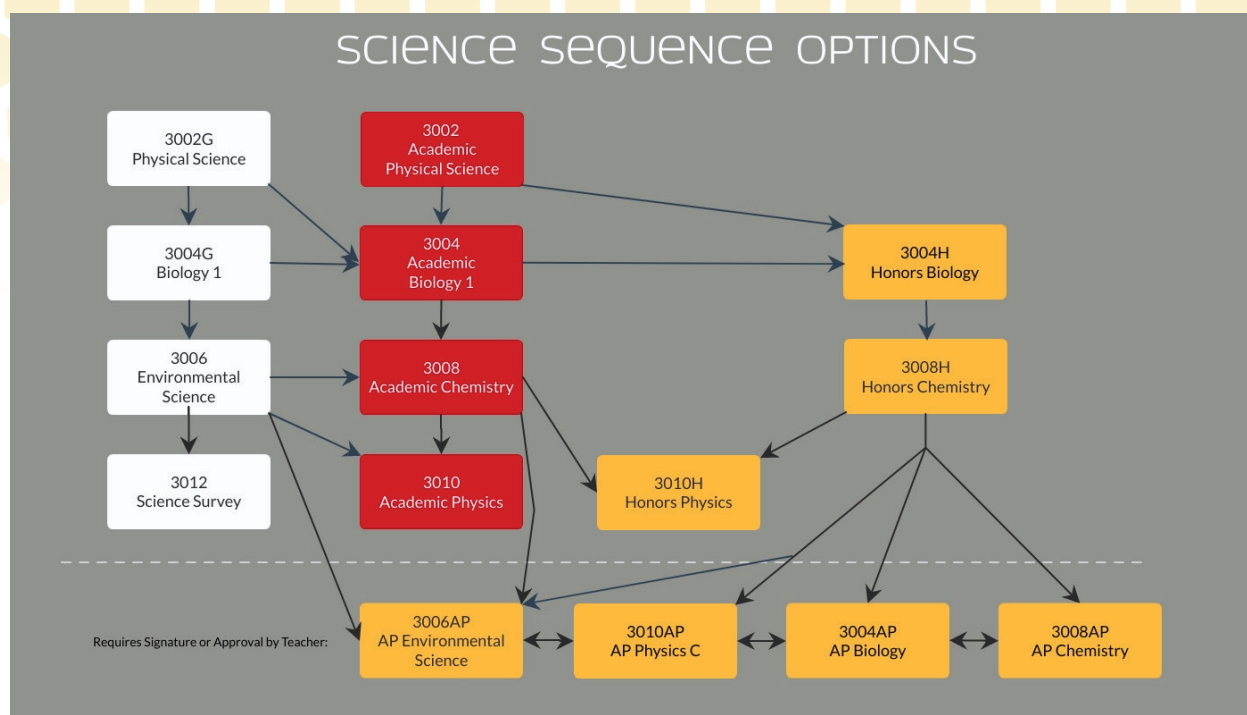 SCIENCE SEQUENCE OPTIONS
3002G
Physical Science
3002
Academic
Physical Science
3004G
Biology 1
3004
Academic
Biology 1
3004H
Honors Biology
3006
Environmental
Science
3008
Academic Chemistry
3008H
Honors Chemistry
3012
Science Survey
3010
Academic Physics
3010H
Honors Physics
Requires Signature or Approval by Teacher:
3006AP
AP Environmental
Science
3010AP
AP Physics C
3004AP
AP Biology
3008AP
AP Chemistry